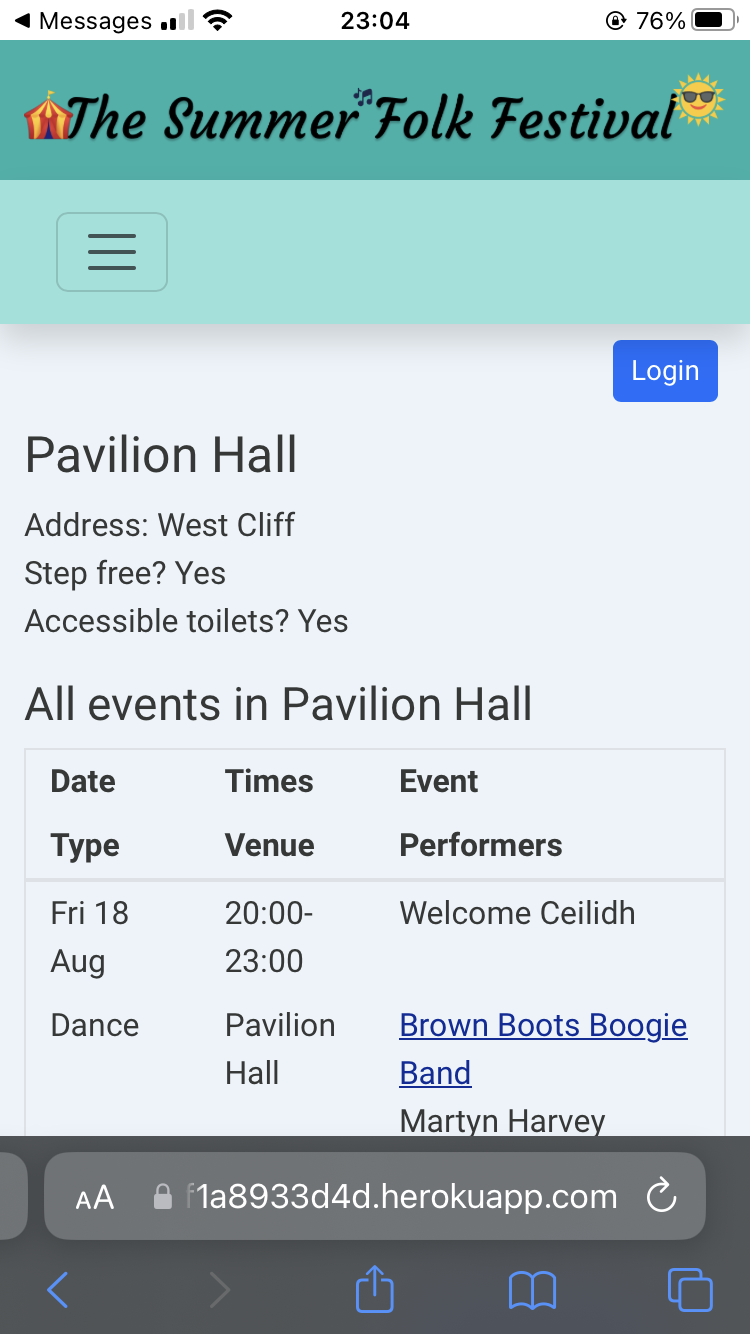 Messages 23:04 76%
The Summer Folk Festival
Login
Pavilion Hall
Address: West Cliff
Step free? Yes
Accessible toilets? Yes
All events in Pavilion Hall
Date Times Event
Type Venue Performers
Fri 18 20:00- Welcome Ceilidh
Aug 23:00
Dance Pavilion Brown Boots Boogie
Hall Band
Martyn Harvey
AA f1a8933d4d.herokuapp.com